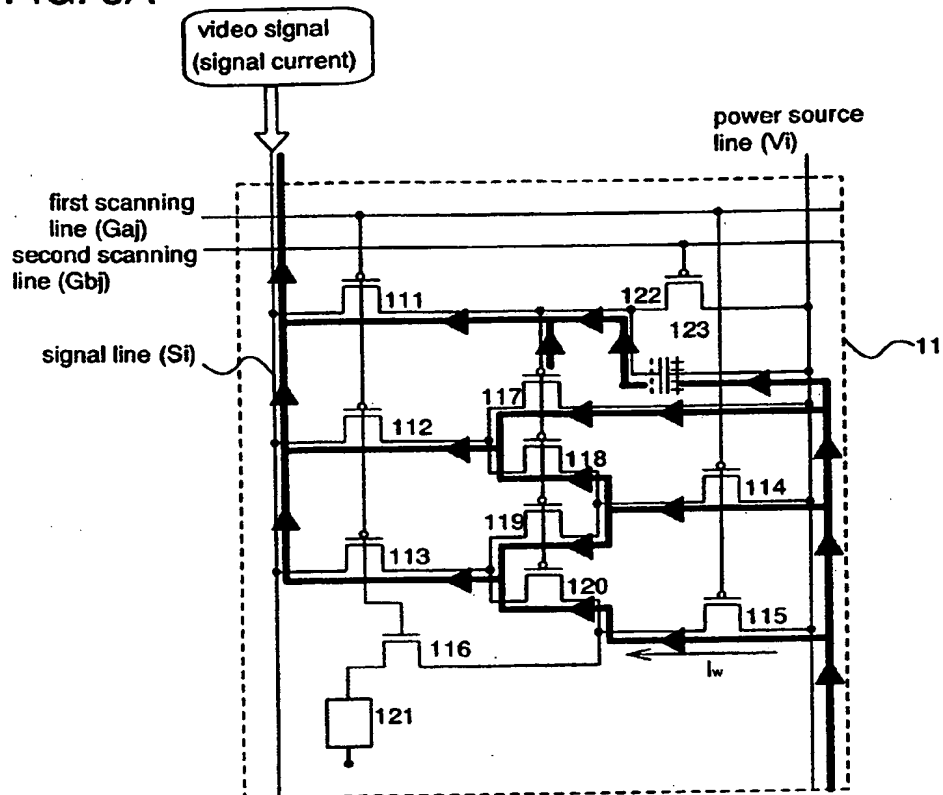 video signal
(signal current)
power source
line (Vi)
first scanning
line (Gaj)
second scanning
line (Gbj)
111
122
123
signal line (Si)
11
117
112
118
114
119
113
120
115
116
Iw
121